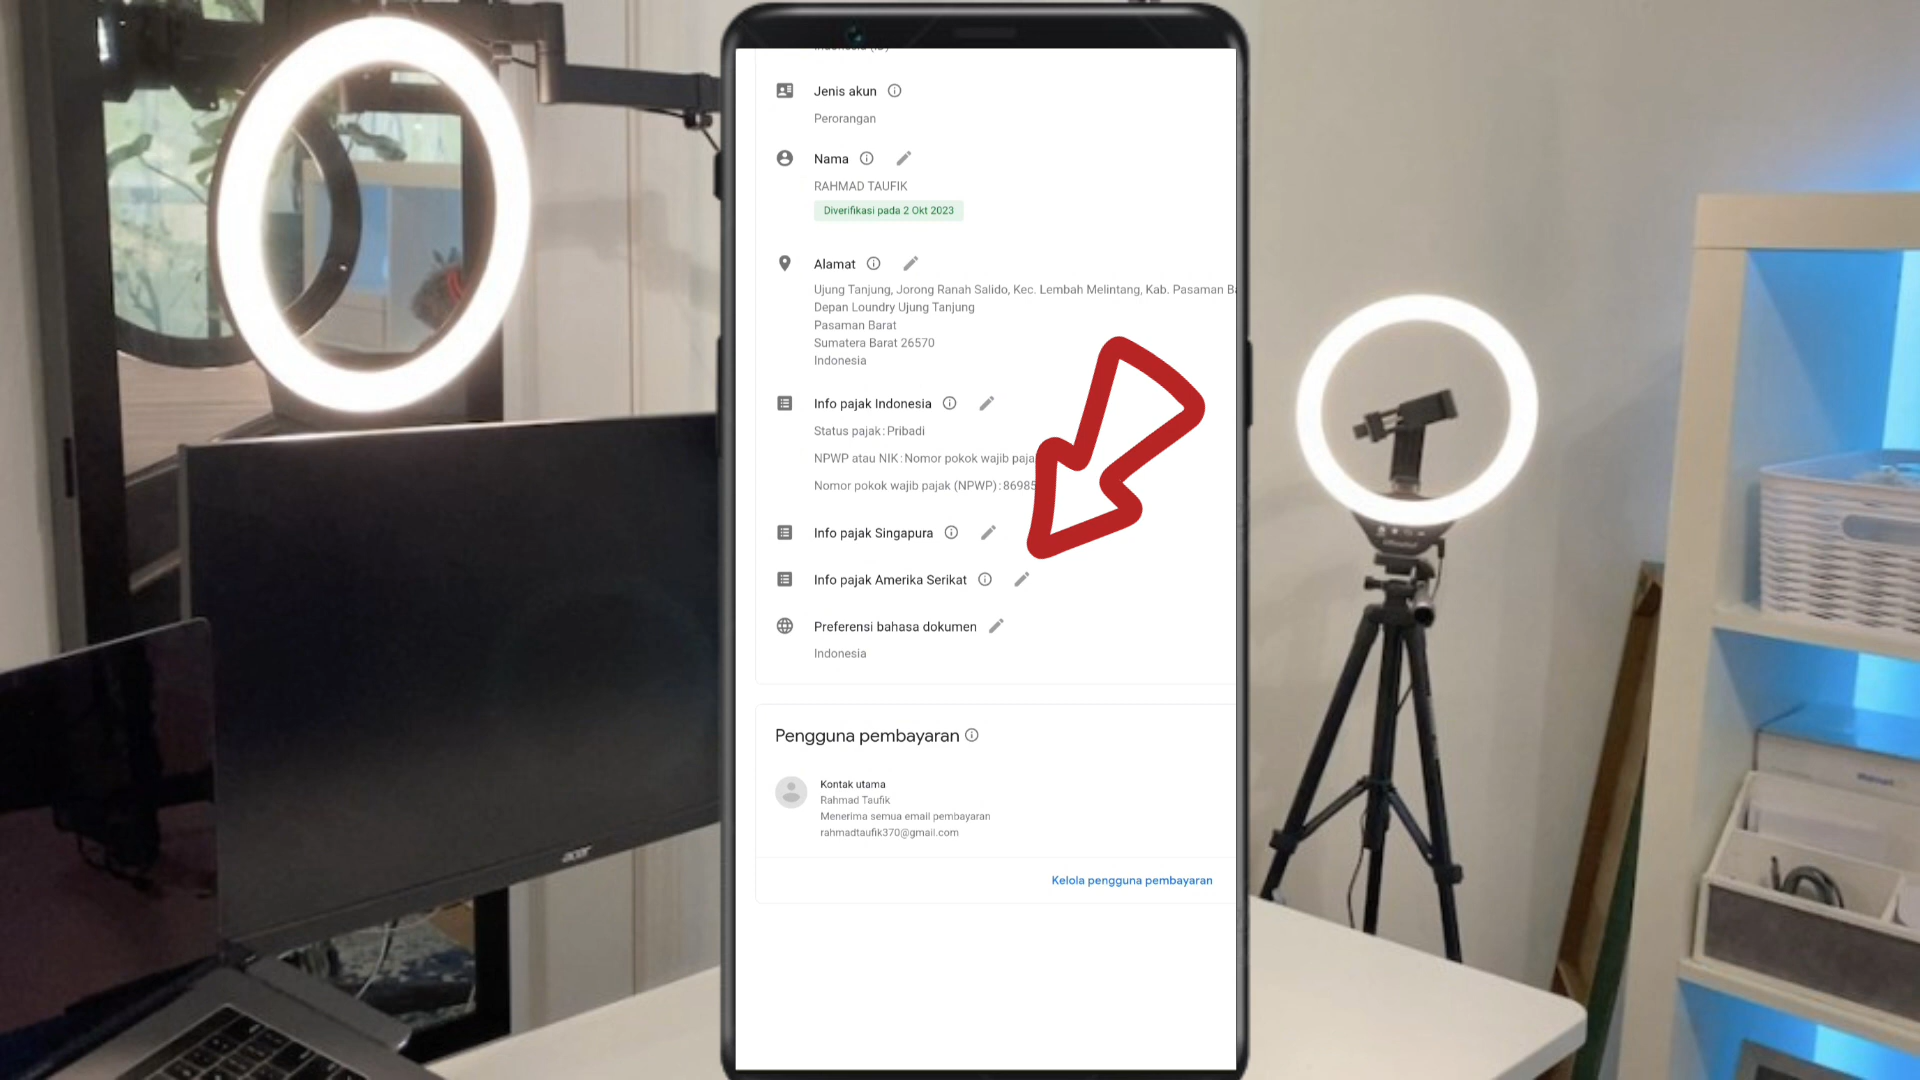 Jenis akun
Perorangan
Nama
RAHMAD TAUFIK
Diverifikasi pada 2 Okt 2023
Alamat
Ujung Tanjung, Jorong Ranah Salido, Kec. Lembah Melintang, Kab. Pasaman
Depan Loundry Ujung Tanjung
Pasaman Barat
Sumatera Barat 26570
Indonesia
Info pajak Indonesia
Status pajak: Pribadi
NPWP atau NIK: Nomor pokok wajib
Nomor pokok wajib pajak (NPWP): 86985
Info pajak Singapura
Info pajak Amerika Serikat
Preferensi bahasa dokumen
Indonesia
Pengguna pembayaran
Kontak utama
Rahmad Taufik
Menerima semua email pembayaran
rahmadtaufik370@gmail.com
Kelola pengguna pembayaran
acer